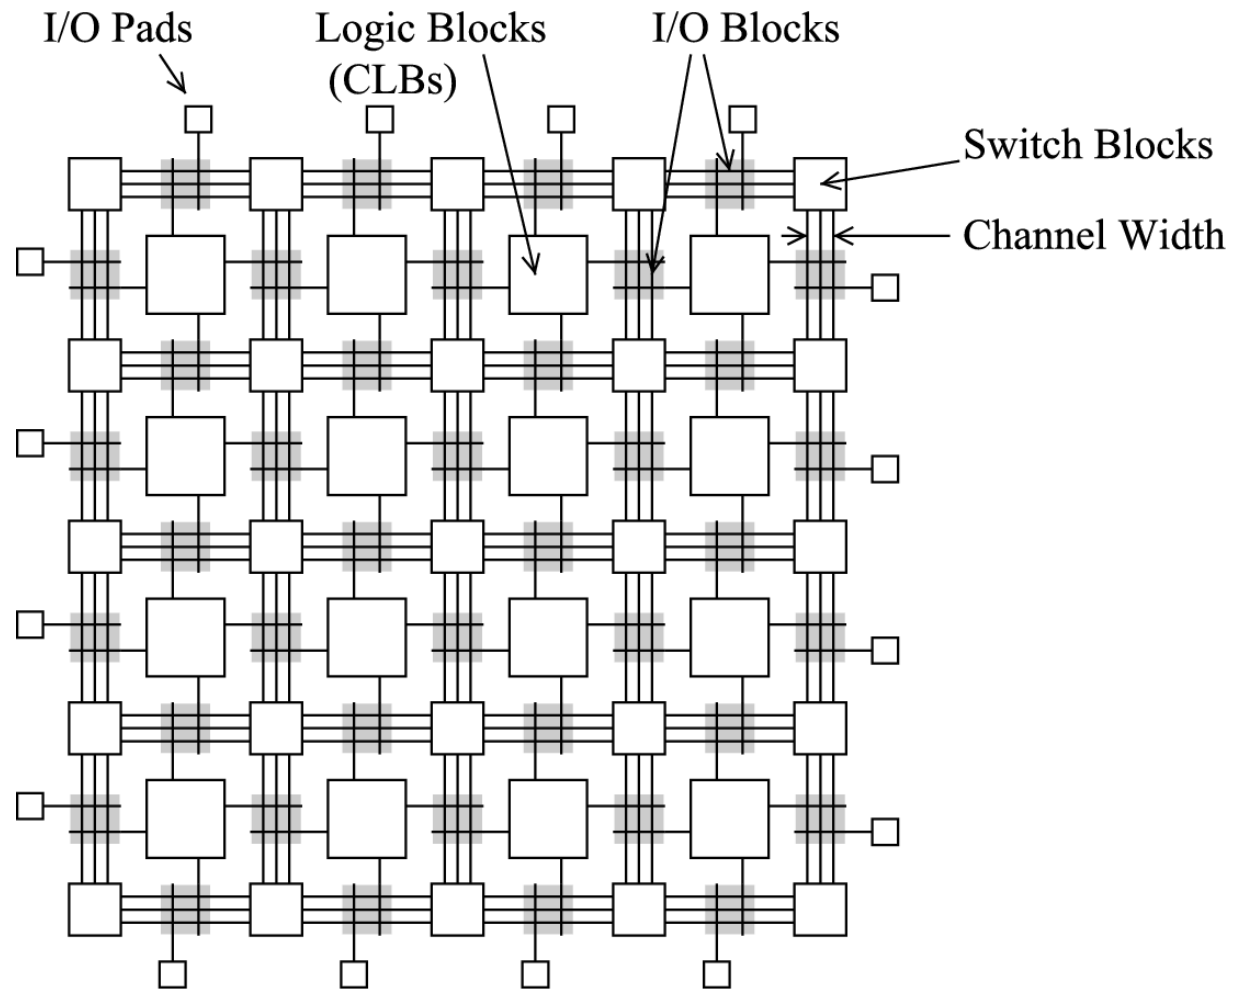 I/O Pads
Logic Blocks
(CLBs)
I/O Blocks
Switch Blocks
Channel Width